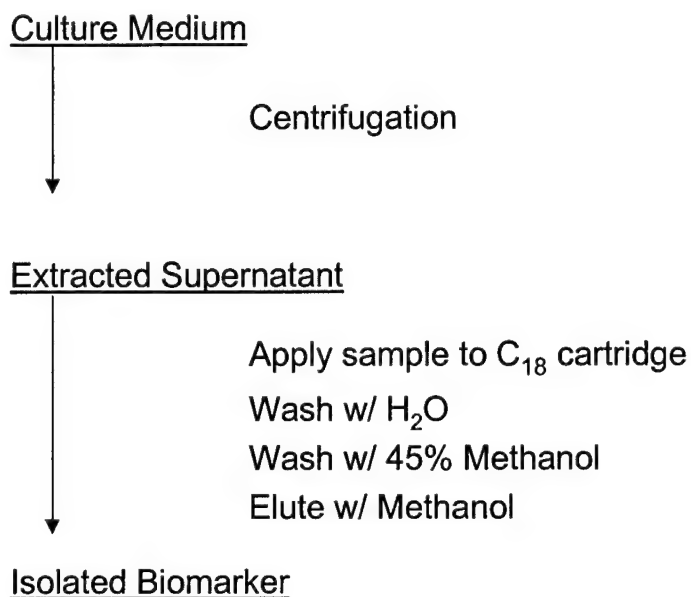 Culture Medium
Centrifugation
Extracted Supernatant
Apply sample to C₁₈ cartridge
Wash w/ H₂O
Wash w/ 45% Methanol
Elute w/ Methanol
Isolated Biomarker